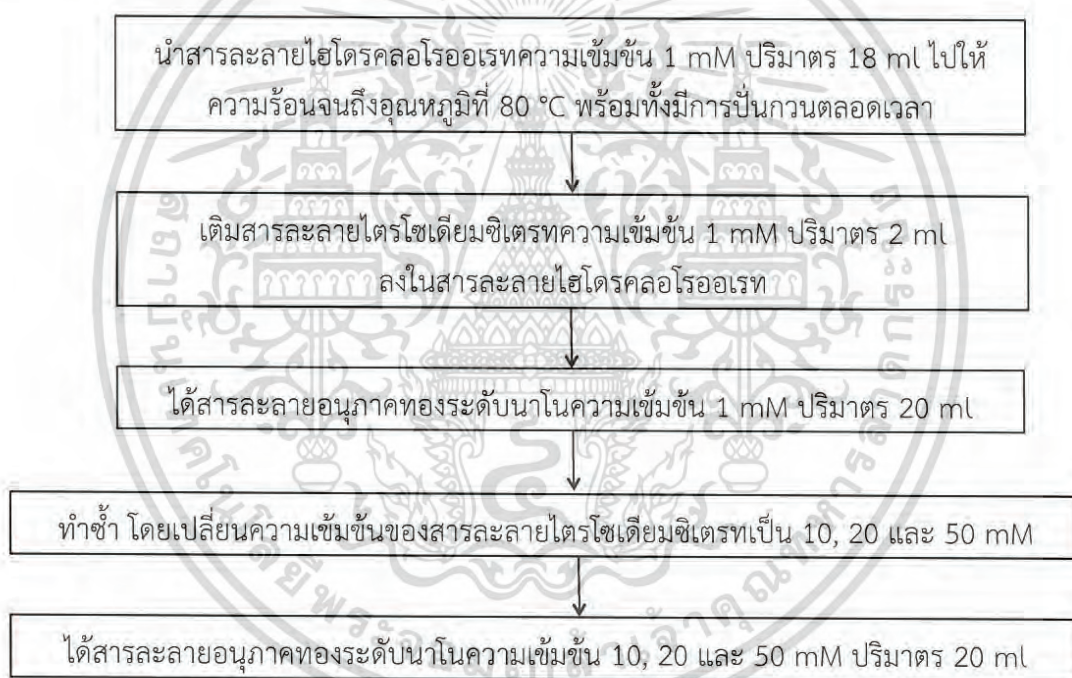 นำสารละลายไฮโดรคลอโรออเรทความเข้มข้น 1 mM ปริมาตร 18 ml ไปให้
ความร้อนจนถึงอุณหภูมิที่ 80 °C พร้อมทั้งมีการปั่นกวนตลอดเวลา
เติมสารละลายไตรโซเดียมซิเตรทความเข้มข้น 1 mM ปริมาตร 2 ml
ลงในสารละลายไฮโดรคลอโรออเรท
ได้สารละลายอนุภาคทองระดับนาโนความเข้มข้น 1 mM ปริมาตร 20 ml
ทำซ้ำ โดยเปลี่ยนความเข้มข้นของสารละลายไตรโซเดียมซิเตรทเป็น 10, 20 และ 50 mM
ได้สารละลายอนุภาคทองระดับนาโนความเข้มข้น 10, 20 และ 50 mM ปริมาตร 20 ml